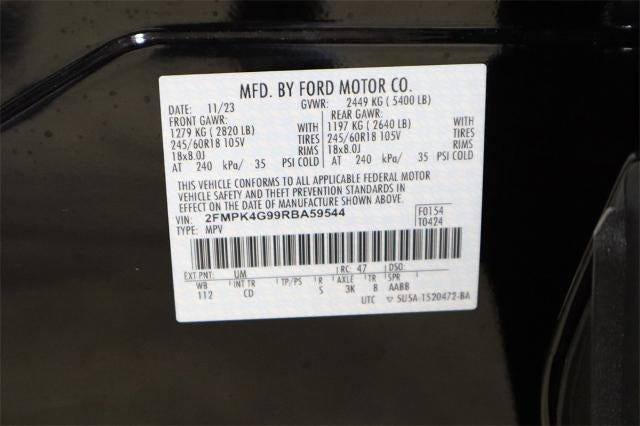 MFD. BY FORD MOTOR CO.
DATE: 11/23 GVWR: 2449 KG ( 5400 LB)
FRONT GAWR: REAR GAWR:
1279 KG ( 2820 LB) WITH 1197 KG ( 2640 LB) WITH
245/60R18 105V TIRES 245/60R18 105V TIRES
18x8.0J RIMS 18x8.0J RIMS
AT 240 kPa/ 35 PSI COLD AT 240 kPa/ 35 PSI COLD
THIS VEHICLE CONFORMS TO ALL APPLICABLE FEDERAL MOTOR
VEHICLE SAFETY AND THEFT PREVENTION STANDARDS IN
EFFECT ON THE DATE OF MANUFACTURE SHOWN ABOVE.
VIN: 2FMPK4G99RBA59544 F0154
TYPE: MPV T0424
EXT PNT: UM RC: 47 DSO:
WB INT TR TP/PS R AXLE TR SPR
112 CD S 3K 8 AABB
UTC ▽ 5U5A-1520472-BA